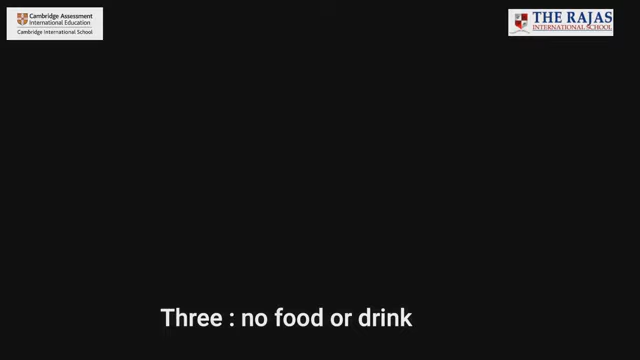 Cambridge Assessment
International Education
Cambridge International School
THE RAJAS
INTERNATIONAL SCHOOL
Three : no food or drink